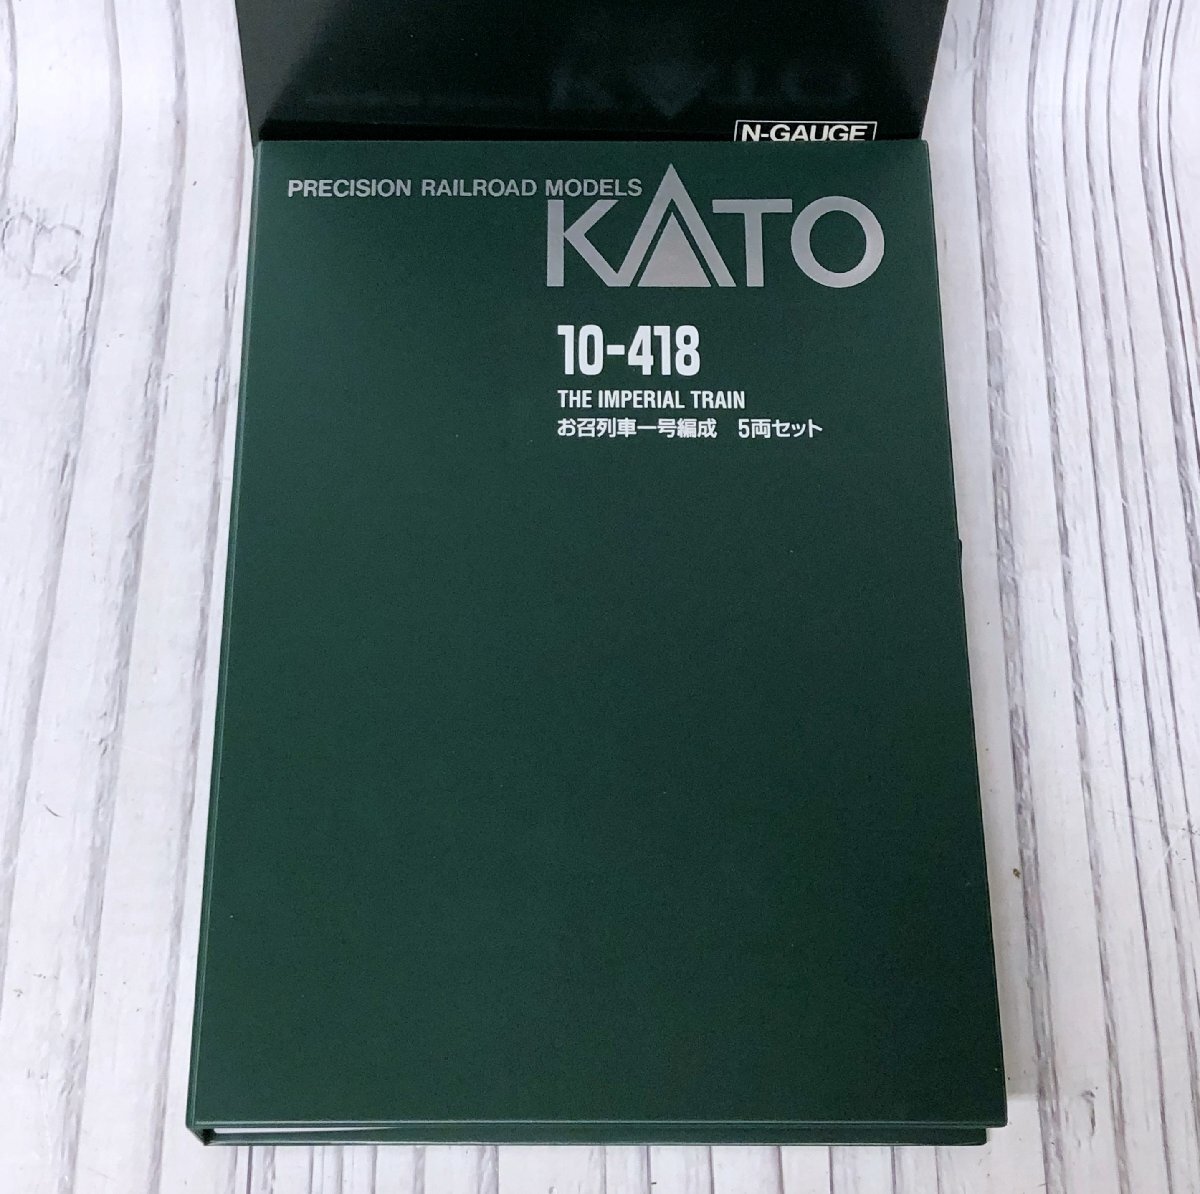 N-GAUGE
PRECISION RAILROAD MODELS
KATO
10-418
THE IMPERIAL TRAIN
お召列車一号編成　5両セット